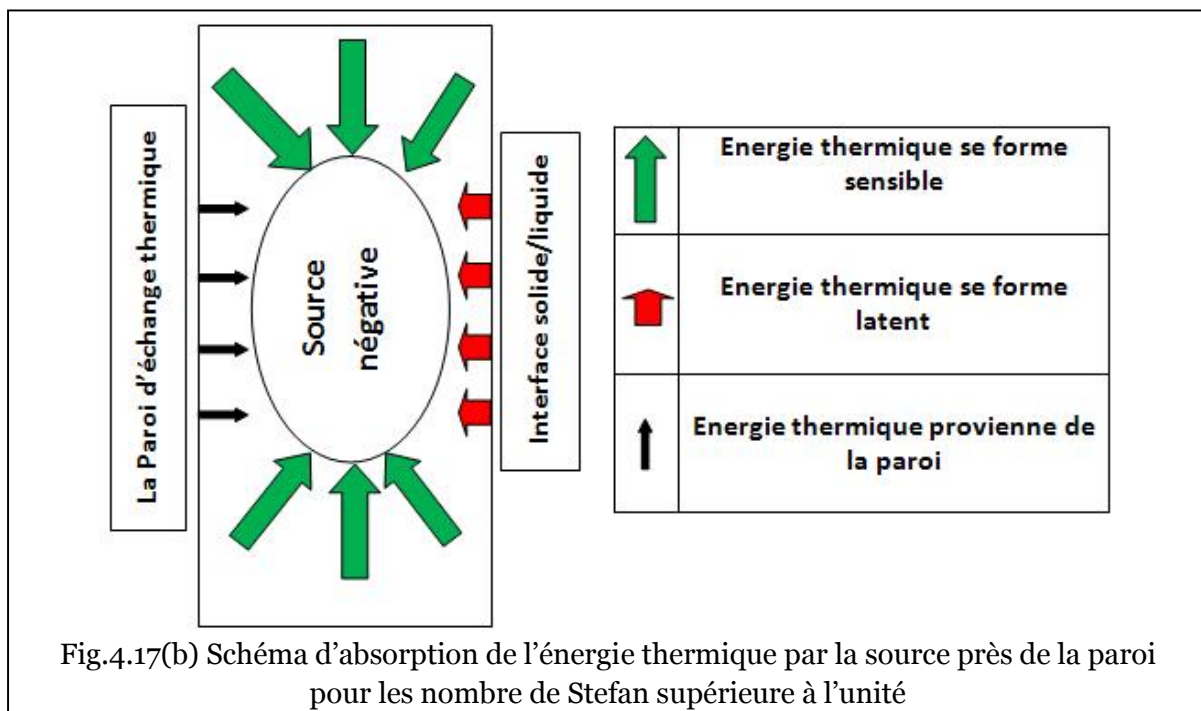 La Paroi d'échange thermique
Source
négative
Interface solide/liquide
Energie thermique se forme
sensible
Energie thermique se forme
latent
Energie thermique provienne de
la paroi
Fig.4.17(b) Schéma d'absorption de l'énergie thermique par la source près de la paroi
pour les nombre de Stefan supérieure à l'unité